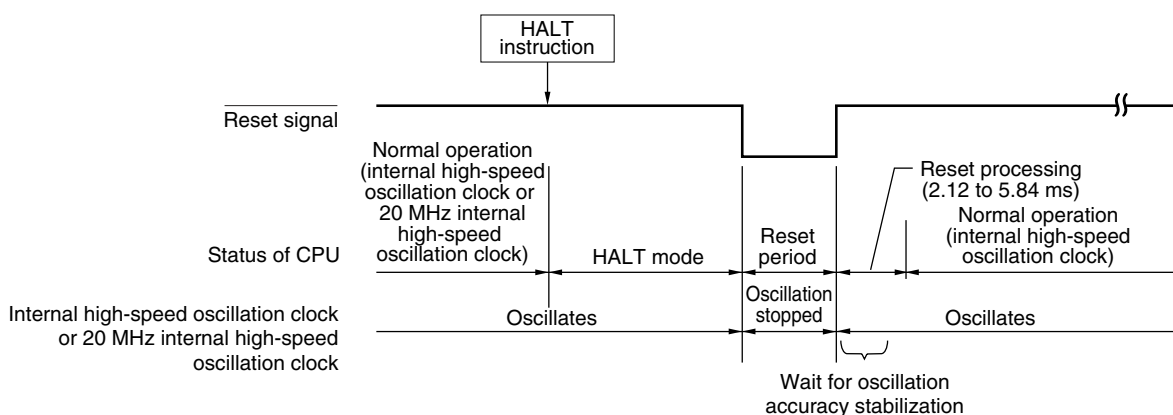 HALT
instruction
Reset signal
Normal operation
(internal high-speed
oscillation clock or
20 MHz internal
high-speed
oscillation clock)
Reset processing
(2.12 to 5.84 ms)
Normal operation
(internal high-speed
oscillation clock)
Status of CPU
HALT mode
Reset
period
Internal high-speed oscillation clock
or 20 MHz internal high-speed
oscillation clock
Oscillates
Oscillation
stopped
Oscillates
Wait for oscillation
accuracy stabilization